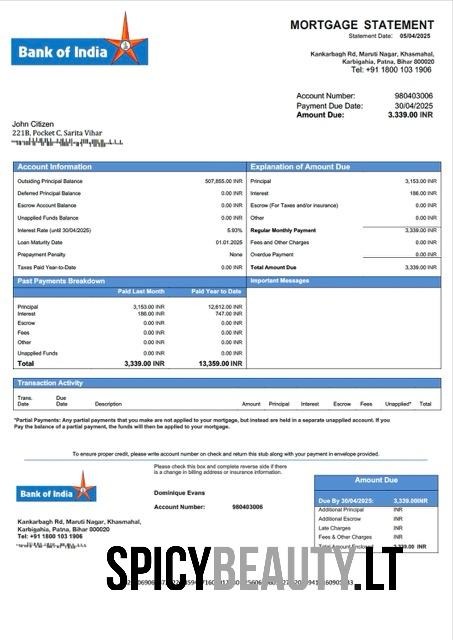 MORTGAGE STATEMENT
Statement Date: 05/04/2025
Bank of India
Kankarbagh Rd, Maruti Nagar, Khasmahal,
Karbigahia, Patna, Bihar 800020
Tel: +91 1800 103 1906
Account Number: 980403006
Payment Due Date: 30/04/2025
Amount Due: 3.339.00 INR
John Citizen
221B, Pocket C, Sarita Vihar
Account Information
Outsiding Principal Balance 507,855.00 INR
Deferred Principal Balance 0.00 INR
Escrow Account Balance 0.00 INR
Unapplied Funds Balance 0.00 INR
Interest Rate (until 30/04/2025) 5.93%
Loan Maturity Date 01.01.2025
Prepayment Penalty None
Taxes Paid Year-to-Date 0.00 INR
Explanation of Amount Due
Principal 3,153.00 INR
Interest 186.00 INR
Escrow (For Taxes and/or insurance) 0.00 INR
Other 0.00 INR
Regular Monthly Payment 3,339.00 INR
Fees and Other Charges 0.00 INR
Overdue Payment 0.00 INR
Total Amount Due 3,339.00 INR
Past Payments Breakdown
Paid Last Month Paid Year to Date
Principal 3,153.00 INR 12,612.00 INR
Interest 186.00 INR 747.00 INR
Escrow 0.00 INR 0.00 INR
Fees 0.00 INR 0.00 INR
Other 0.00 INR 0.00 INR
Unapplied Funds 0.00 INR 0.00 INR
Total 3,339.00 INR 13,359.00 INR
Important Messages
Transaction Activity
Trans. Date Due Date Description Amount Principal Interest Escrow Fees Unapplied* Total
*Partial Payments: Any partial payments that you make are not applied to your mortgage, but instead are held in a separate unapplied account. If you
Pay the balance of a partial payment, the funds will then be applied to your mortgage.
To ensure proper credit, please write account number on check and return this stub along with your payment in envelope provided.
Please check this box and complete reverse side if there
is a change in billing address or insurance information.
Bank of India
Dominique Evans
Account Number: 980403006
Kankarbagh Rd, Maruti Nagar, Khasmahal,
Karbigahia, Patna, Bihar 800020
Tel: +91 1800 103 1906
Amount Due
Due By 30/04/2025: 3,339.00INR
Additional Principal INR
Additional Escrow INR
Late Charges INR
Fees & Other Charges INR
Total Amount Enclosed 3,339.00 INR
SPICYBEAUTY.LT